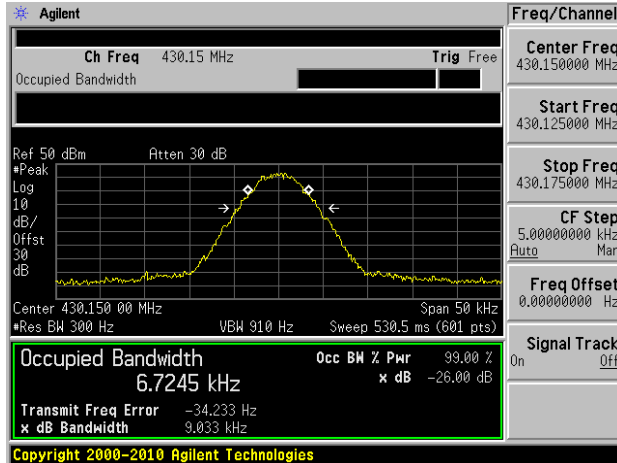 Agilent
Freq/Channel
Ch Freq 430.15 MHz Trig Free
Occupied Bandwidth
Center Freq
430.150000 MHz
Start Freq
430.125000 MHz
Stop Freq
430.175000 MHz
CF Step
5.00000000 kHz
Auto Man
Freq Offset
0.00000000 Hz
Signal Track
On Off
Ref 50 dBm Atten 30 dB
#Peak
Log
10
dB/
Offst
30
dB
Center 430.150 00 MHz Span 50 kHz
#Res BW 300 Hz VBW 910 Hz Sweep 530.5 ms (601 pts)
Occupied Bandwidth Occ BW % Pwr 99.00 %
6.7245 kHz x dB -26.00 dB
Transmit Freq Error -34.233 Hz
x dB Bandwidth 9.033 kHz
Copyright 2000-2010 Agilent Technologies